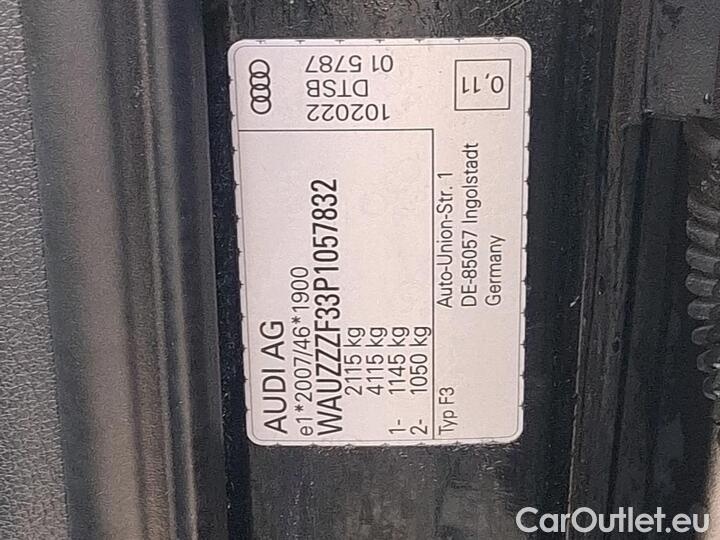 AUDI AG
e1*2007/46*1900
WAUZZZF33P1057832
2115 kg
4115 kg
1- 1145 kg
2- 1050 kg
Typ F3
102022
DTSB
01 5787
Auto-Union-Str. 1
DE-85057 Ingolstadt
Germany
0,11
CarOutlet.eu